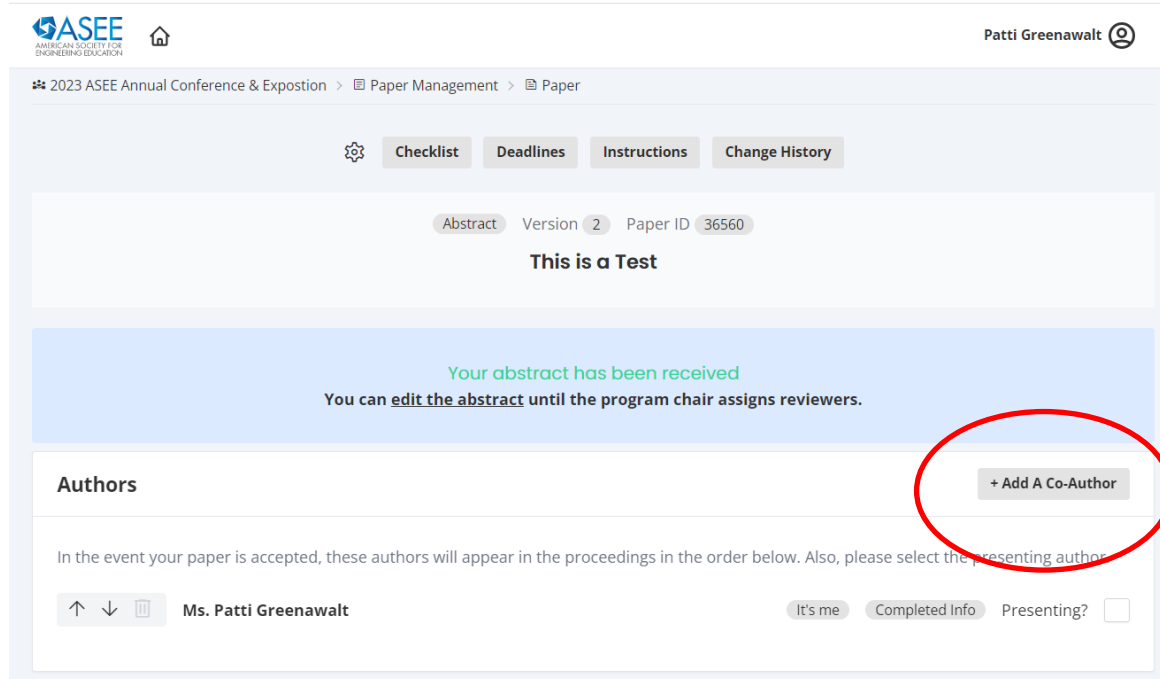 ASEE
AMERICAN SOCIETY FOR
ENGINEERING EDUCATION
Patti Greenawalt
2023 ASEE Annual Conference & Expostion > Paper Management > Paper
Checklist Deadlines Instructions Change History
Abstract Version 2 Paper ID 36560
This is a Test
Your abstract has been received
You can edit the abstract until the program chair assigns reviewers.
Authors + Add A Co-Author
In the event your paper is accepted, these authors will appear in the proceedings in the order below. Also, please select the presenting author.
Ms. Patti Greenawalt It's me Completed Info Presenting?